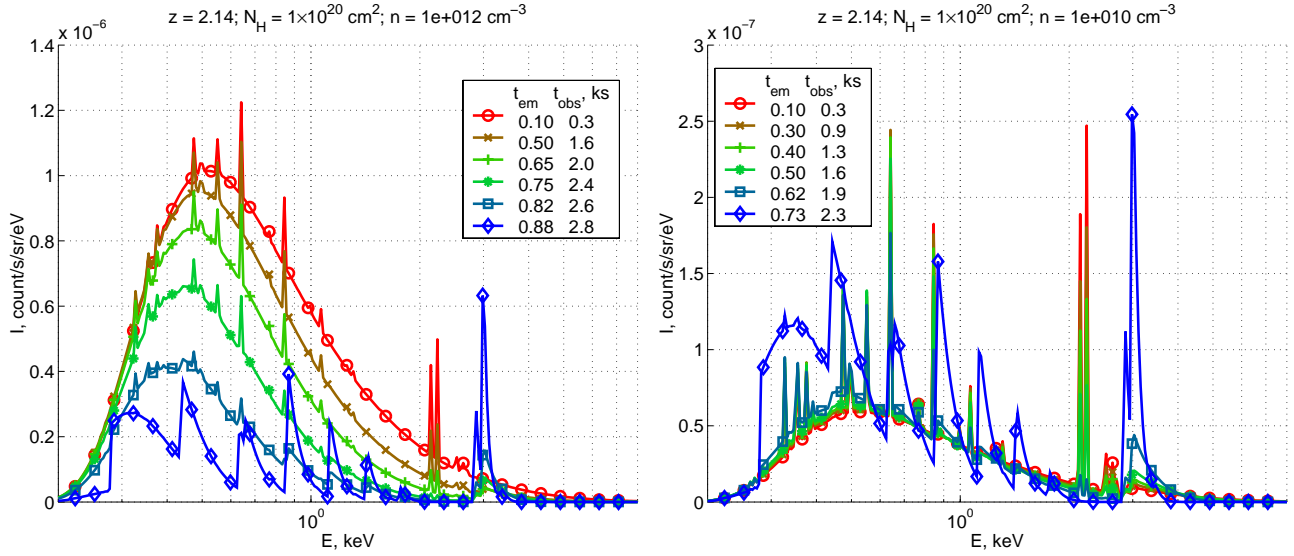 z = 2.14; N_H = 1×10^20 cm^2; n = 1e+012 cm^−3
x 10^−6
1.4
1.2
1
0.8
0.6
0.4
0.2
0
I, count/s/sr/eV
t_em t_obs, ks
0.10 0.3
0.50 1.6
0.65 2.0
0.75 2.4
0.82 2.6
0.88 2.8
10^0
E, keV
z = 2.14; N_H = 1×10^20 cm^2; n = 1e+010 cm^−3
x 10^−7
3
2.5
2
1.5
1
0.5
0
I, count/s/sr/eV
t_em t_obs, ks
0.10 0.3
0.30 0.9
0.40 1.3
0.50 1.6
0.62 1.9
0.73 2.3
10^0
E, keV